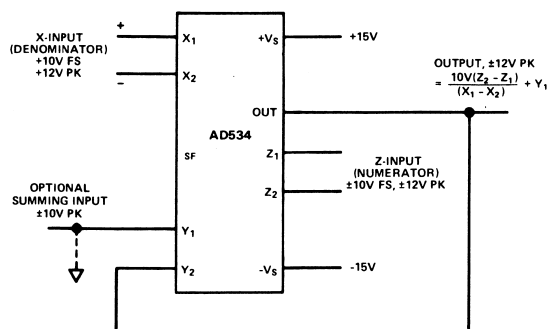 X-INPUT
(DENOMINATOR)
+10V FS
+12V PK
+
−
X₁
X₂
+Vₛ
+15V
OUTPUT, ±12V PK
= 10V(Z₂ − Z₁) / (X₁ − X₂) + Y₁
OUT
AD534
SF
Z₁
Z₂
Z-INPUT
(NUMERATOR)
±10V FS, ±12V PK
OPTIONAL
SUMMING INPUT
±10V PK
Y₁
Y₂
-Vₛ
-15V